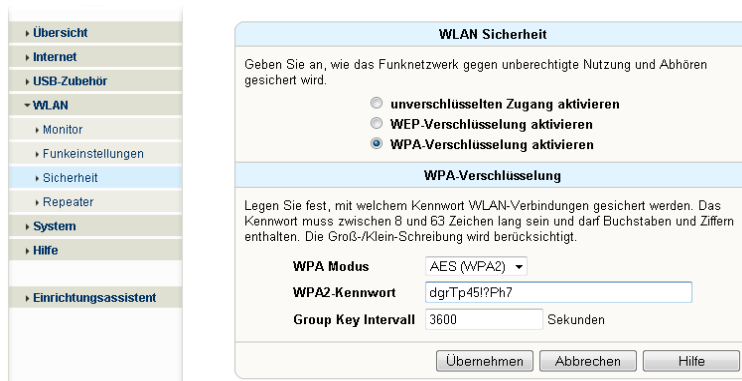 Übersicht
Internet
USB-Zubehör
WLAN
Monitor
Funkeinstellungen
Sicherheit
Repeater
System
Hilfe
Einrichtungsassistent
WLAN Sicherheit
Geben Sie an, wie das Funknetzwerk gegen unberechtigte Nutzung und Abhören
gesichert wird.
unverschlüsselten Zugang aktivieren
WEP-Verschlüsselung aktivieren
WPA-Verschlüsselung aktivieren
WPA-Verschlüsselung
Legen Sie fest, mit welchem Kennwort WLAN-Verbindungen gesichert werden. Das
Kennwort muss zwischen 8 und 63 Zeichen lang sein und darf Buchstaben und Ziffern
enthalten. Die Groß-/Klein-Schreibung wird berücksichtigt.
WPA Modus AES (WPA2)
WPA2-Kennwort dgrTp45!?Ph7
Group Key Intervall 3600 Sekunden
Übernehmen Abbrechen Hilfe